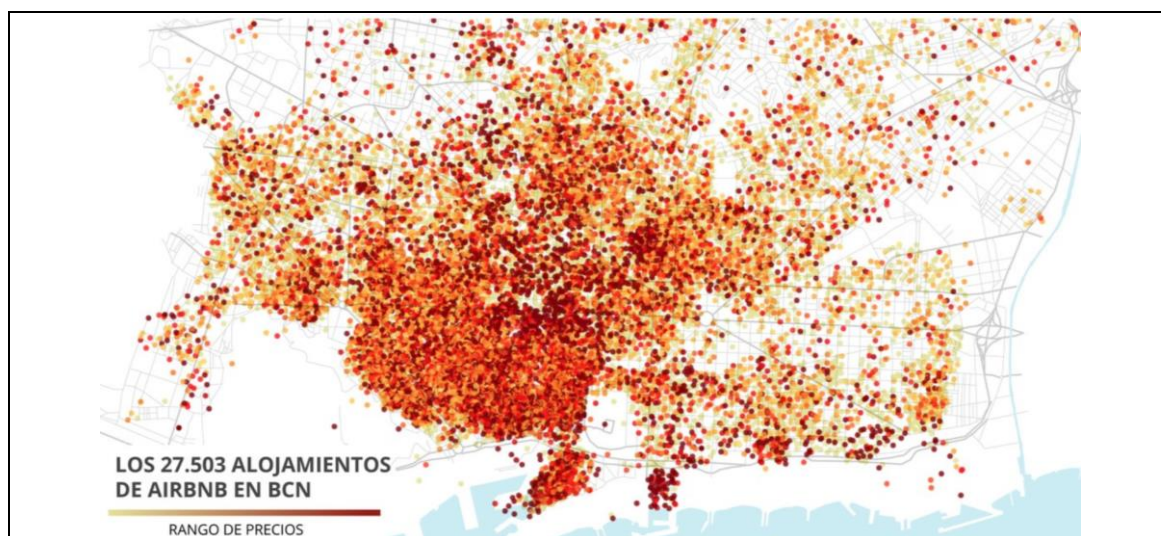 LOS 27.503 ALOJAMIENTOS
DE AIRBNB EN BCN
RANGO DE PRECIOS